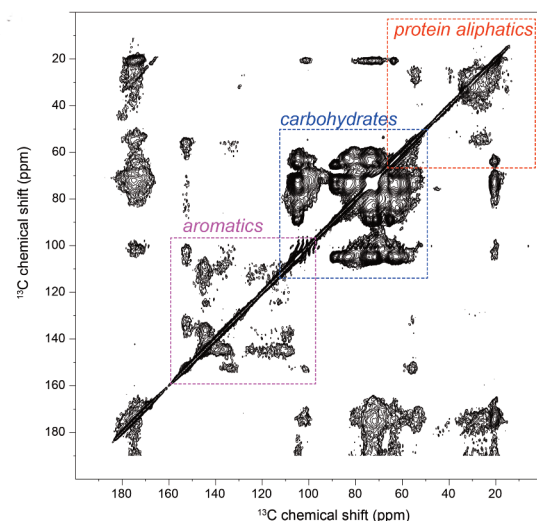 protein aliphatics
carbohydrates
aromatics
20
40
60
80
100
120
140
160
180
13C chemical shift (ppm)
180 160 140 120 100 80 60 40 20
13C chemical shift (ppm)